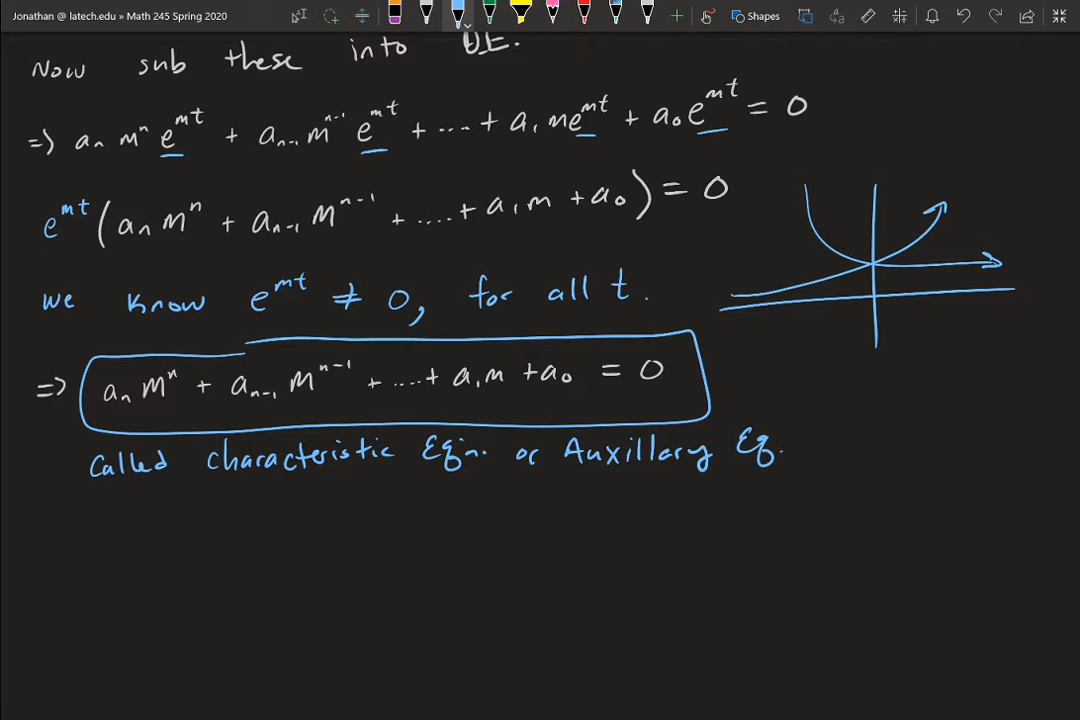 Jonathan @ latech.edu » Math 245 Spring 2020
Shapes
Now sub these into DE.
=> aₙ mⁿ e^{mt} + aₙ₋₁ m^{n-1} e^{mt} + .... + a₁ m e^{mt} + a₀ e^{mt} = 0
e^{mt} (aₙ mⁿ + aₙ₋₁ m^{n-1} + .... + a₁ m + a₀) = 0
we know e^{mt} ≠ 0, for all t.
=> aₙ mⁿ + aₙ₋₁ m^{n-1} + .... + a₁ m + a₀ = 0
Called characteristic Eqn. or Auxillary Eq.